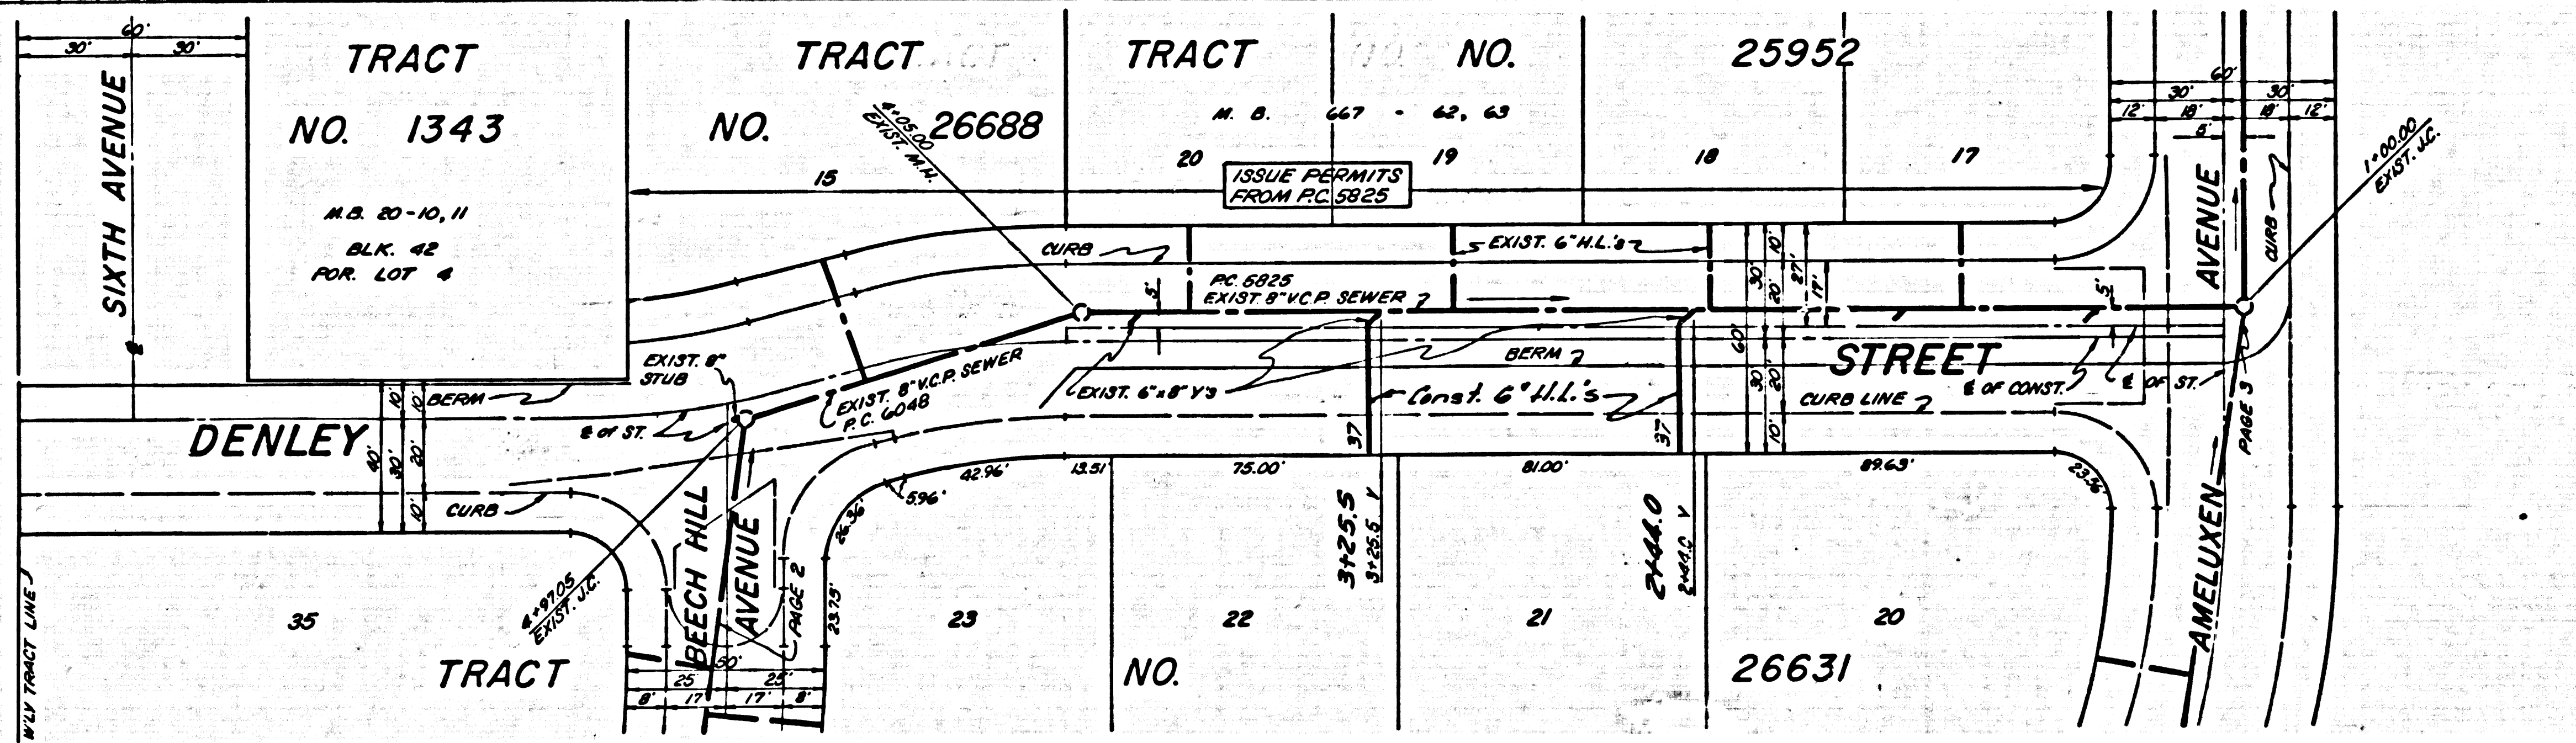 60'
30' 30'
SIXTH AVENUE
TRACT
NO. 1343
M.B. 20-10, 11
BLK. 42
POR. LOT 4
TRACT
NO. 26688
15
4+05.00
EXIST. M.H.
TRACT NO. 25952
M. B. 667 - 62, 63
20
19
18
17
ISSUE PERMITS
FROM P.C. 5825
60'
30' 30'
12' 18' 18' 12'
5'
AVENUE
CURB
1+00.00
EXIST. J.C.
CURB
5'
P.C. 5825
EXIST. 8" V.C.P. SEWER
EXIST. 6" H.L.'s
30'
20'
10'
27'
17'
60'
30'
20'
10'
5'
BERM
STREET
℄ OF CONST.
℄ OF ST.
CURB LINE
EXIST. 6"x8" Y's
Const. 6" H.L.'s
37
37
EXIST. 8"
STUB
EXIST. 8" V.C.P. SEWER
P.C. 6048
℄ OF ST.
BERM
DENLEY
10' 10'
40' 30' 20'
10'
CURB
42.96'
13.51
75.00'
81.00'
89.63'
23.56'
5.96'
26.36'
23.75'
3+25.5
3+25.5 Y
2+44.0
2+44.0 Y
PAGE 3
AMELUXEN
4+97.05
EXIST. J.C.
BEECH HILL
AVENUE
PAGE 2
50'
25' 25'
8' 17' 17' 8'
W'LY TRACT LINE
35
23
22
21
20
TRACT NO. 26631